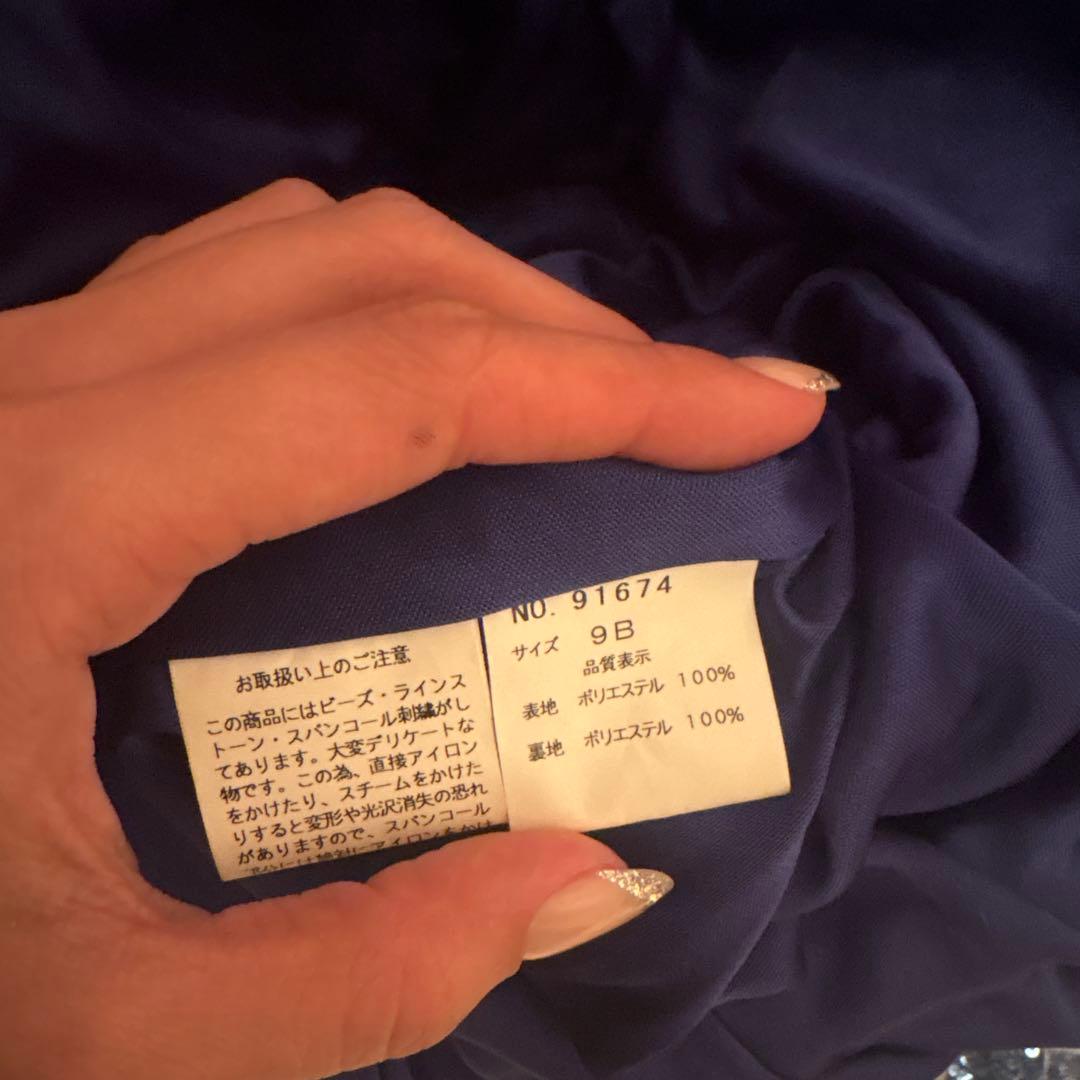 お取扱い上のご注意
この商品にはビーズ・ラインス
トーン・スパンコール刺繍がし
てあります。大変デリケートな
物です。この為、直接アイロン
をかけたり、スチームをかけた
りすると変形や光沢消失の恐れ
がありますので、スパンコール
NO. 91674
サイズ 9B
品質表示
表地 ポリエステル 100%
裏地 ポリエステル 100%